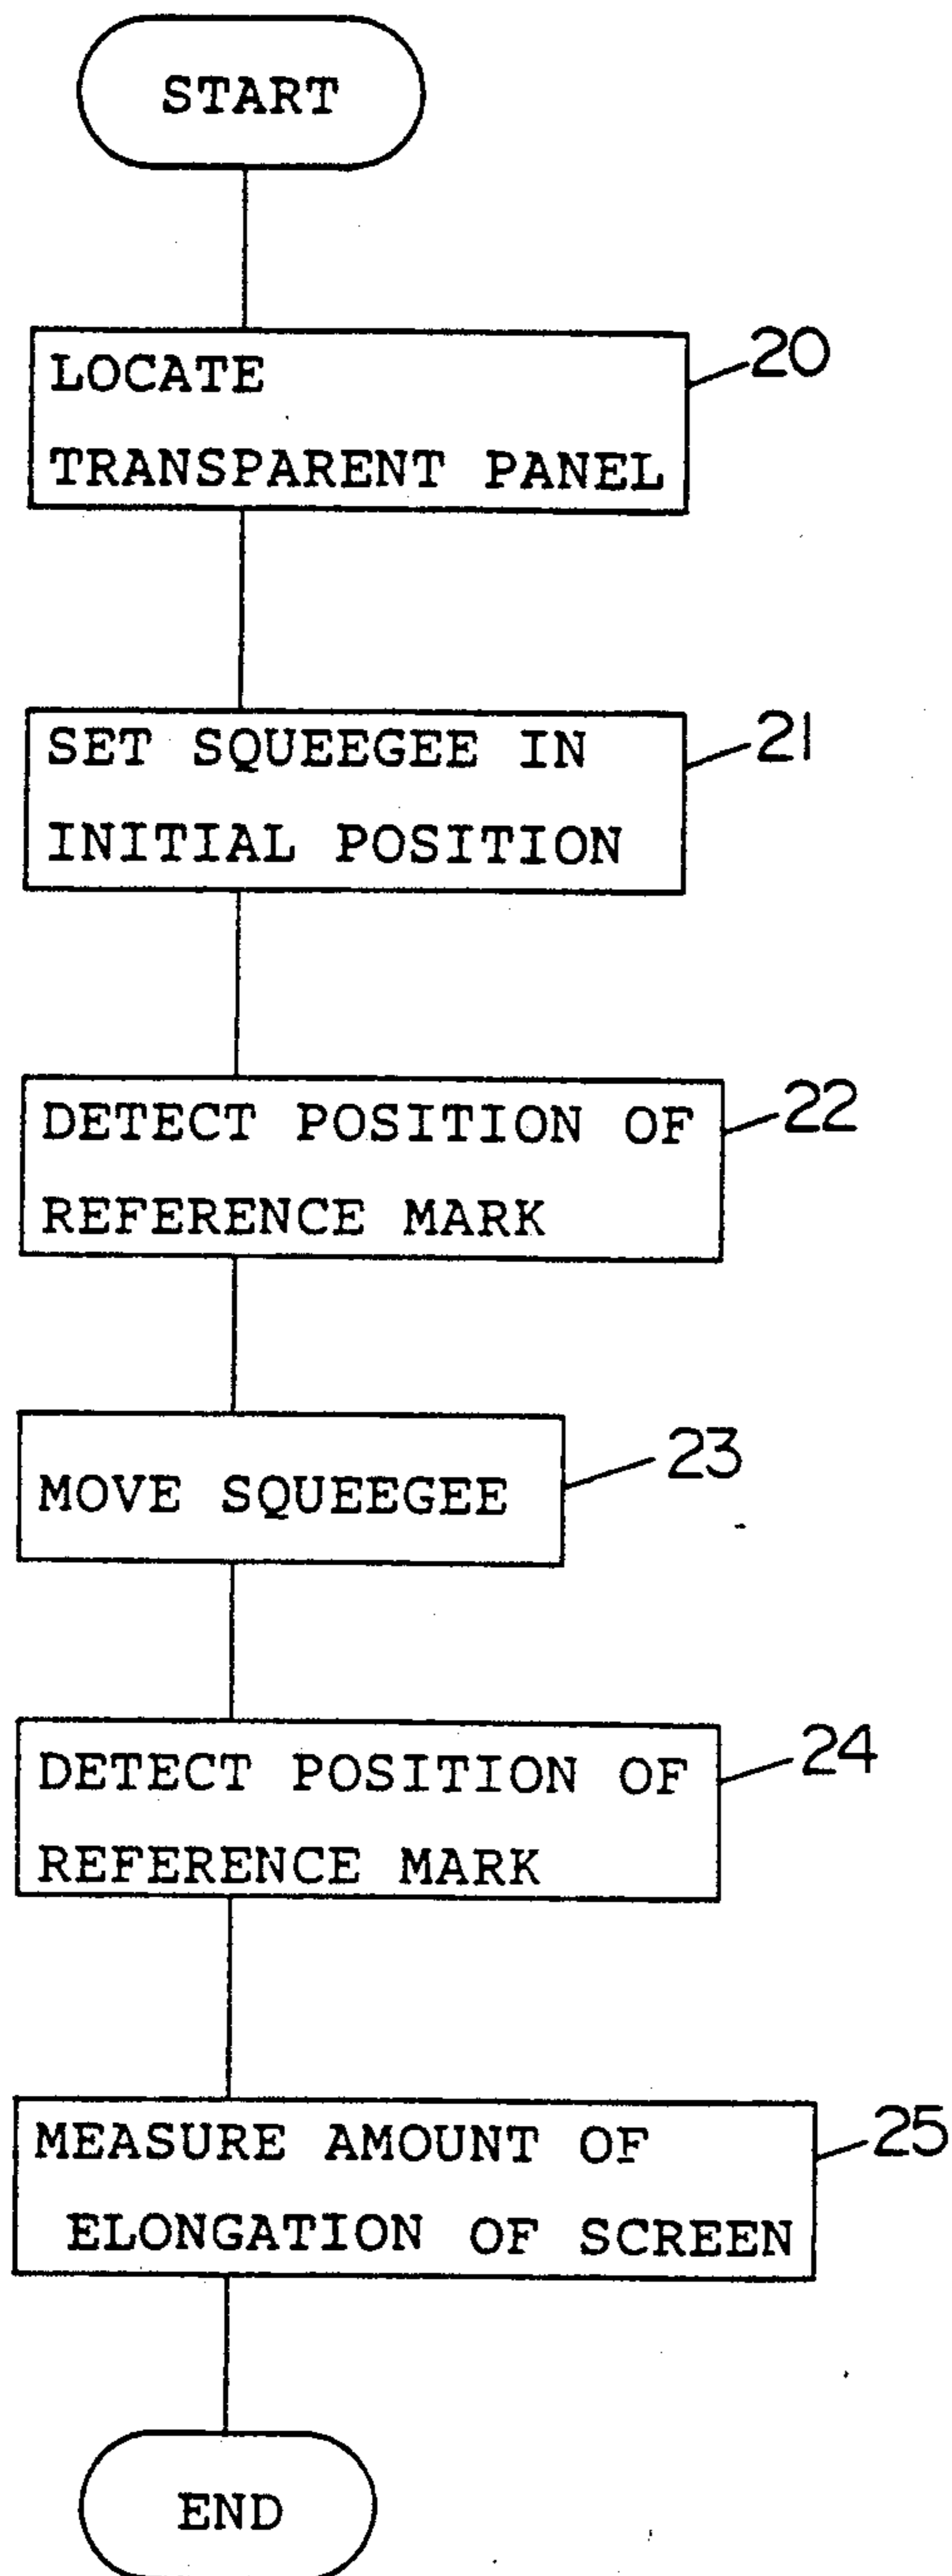 START
LOCATE
TRANSPARENT PANEL
20
SET SQUEEGEE IN
INITIAL POSITION
21
DETECT POSITION OF
REFERENCE MARK
22
MOVE SQUEEGEE
23
DETECT POSITION OF
REFERENCE MARK
24
MEASURE AMOUNT OF
ELONGATION OF SCREEN
25
END